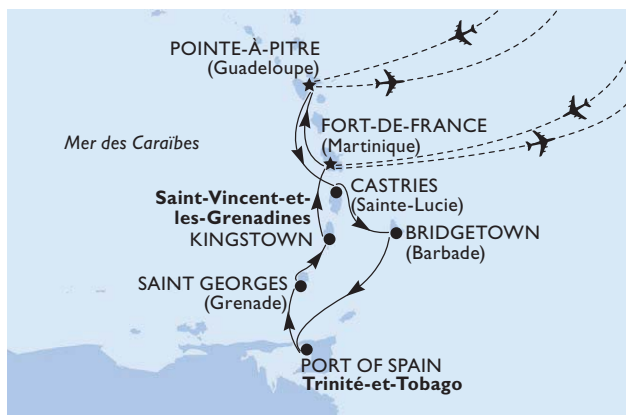 POINTE-À-PITRE
(Guadeloupe)
FORT-DE-FRANCE
(Martinique)
Mer des Caraïbes
CASTRIES
(Sainte-Lucie)
Saint-Vincent-et-
les-Grenadines
KINGSTOWN
BRIDGETOWN
(Barbade)
SAINT GEORGES
(Grenade)
PORT OF SPAIN
Trinité-et-Tobago